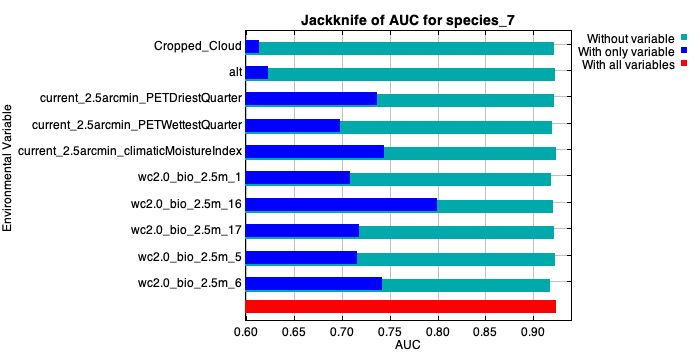 Jackknife of AUC for species_7
Without variable
With only variable
With all variables
Environmental Variable
Cropped_Cloud
alt
current_2.5arcmin_PETDriestQuarter
current_2.5arcmin_PETWettestQuarter
current_2.5arcmin_climaticMoistureIndex
wc2.0_bio_2.5m_1
wc2.0_bio_2.5m_16
wc2.0_bio_2.5m_17
wc2.0_bio_2.5m_5
wc2.0_bio_2.5m_6
0.60 0.65 0.70 0.75 0.80 0.85 0.90
AUC